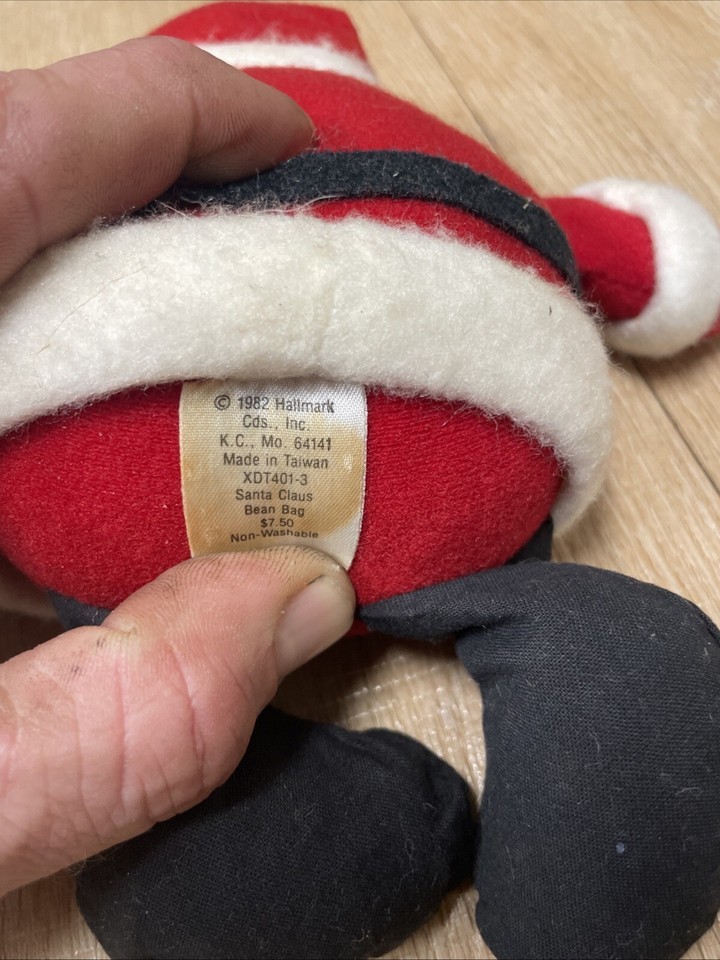 © 1982 Hallmark
Cds., Inc.
K.C., Mo. 64141
Made in Taiwan
XDT401-3
Santa Claus
Bean Bag
$7.50
Non-Washable